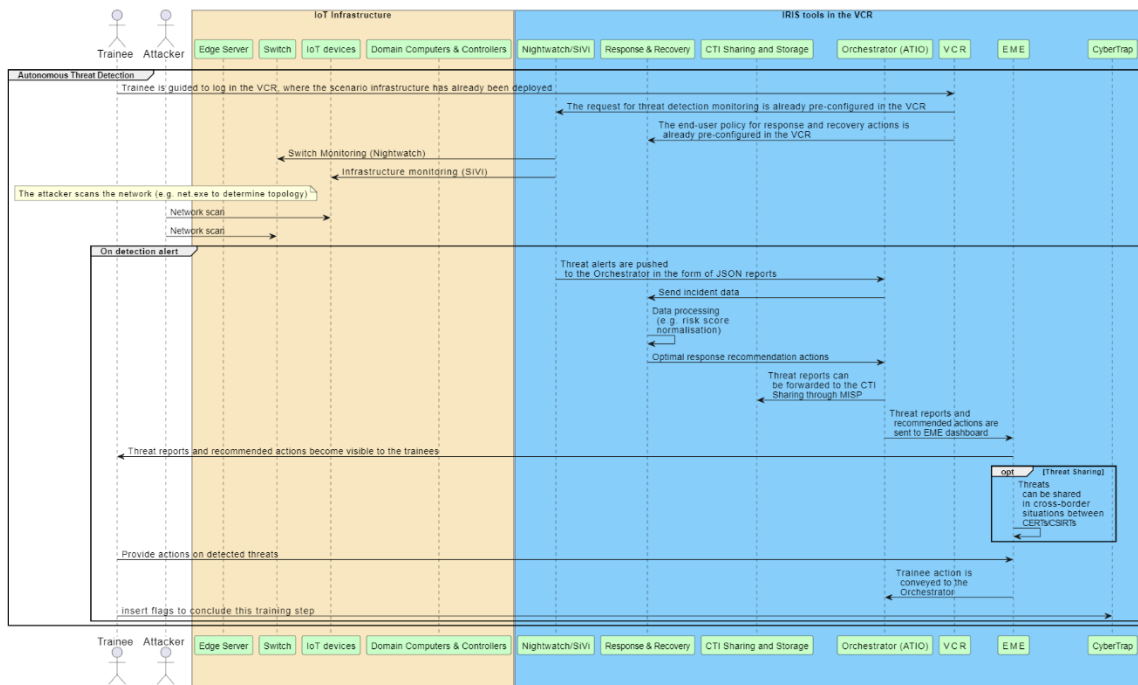 IoT Infrastructure
IRIS tools in the VCR
Trainee
Attacker
Edge Server
Switch
IoT devices
Domain Computers & Controllers
Nightwatch/SiVi
Response & Recovery
CTI Sharing and Storage
Orchestrator (ATIO)
VCR
EME
CyberTrap
Autonomous Threat Detection
Trainee is guided to log in the VCR, where the scenario infrastructure has already been deployed
The request for threat detection monitoring is already pre-configured in the VCR
The end-user policy for response and recovery actions is
already pre-configured in the VCR
Switch Monitoring (Nightwatch)
Infrastructure monitoring (SiVi)
The attacker scans the network (e.g. net.exe to determine topology)
Network scan
Network scan
On detection alert
Threat alerts are pushed
to the Orchestrator in the form of JSON reports
Send incident data
Data processing
(e.g. risk score
normalisation)
Optimal response recommendation actions
Threat reports can
be forwarded to the CTI
Sharing through MISP
Threat reports and
recommended actions are
sent to EME dashboard
Threat reports and recommended actions become visible to the trainees
opt
[Threat Sharing]
Threats
can be shared
in cross-border
situations between
CERTs/CSIRTs
Provide actions on detected threats
Trainee action is
conveyed to the
Orchestrator
insert flags to conclude this training step
Trainee
Attacker
Edge Server
Switch
IoT devices
Domain Computers & Controllers
Nightwatch/SiVi
Response & Recovery
CTI Sharing and Storage
Orchestrator (ATIO)
VCR
EME
CyberTrap